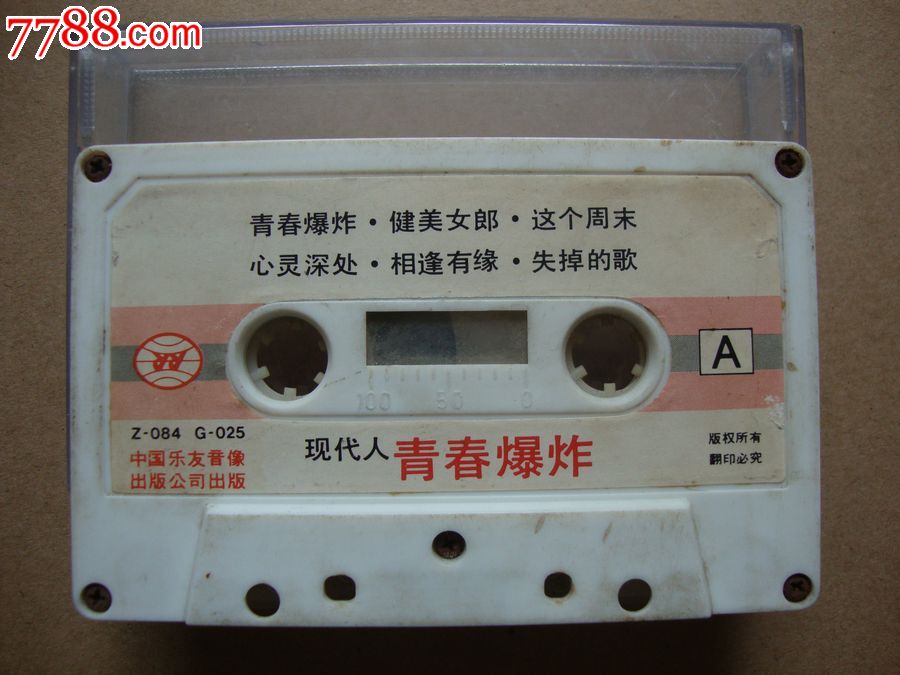 7788.com
青春爆炸·健美女郎·这个周末
心灵深处·相逢有缘·失掉的歌
A
100 50 0
Z-084 G-025
中国乐友音像
出版公司出版
现代人 青春爆炸
版权所有
翻印必究